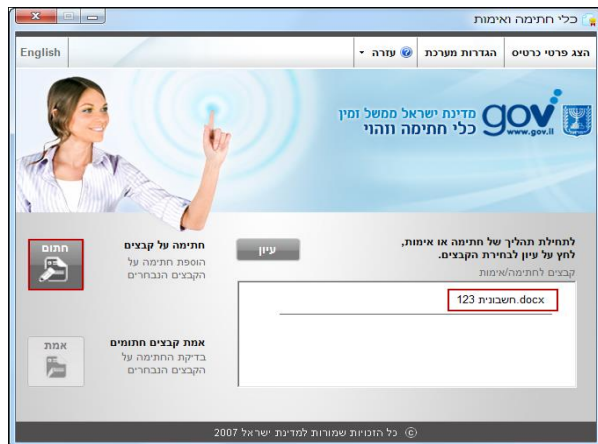 כלי חתימה ואימות
הצג פרטי כרטיס
הגדרות מערכת
עזרה
English
gov
www.gov.il
מדינת ישראל ממשל זמין
כלי חתימה וזהוי
לתחילת תהליך של חתימה או אימות,
לחץ על עיון לבחירת הקבצים.
קבצים לחתימה/אימות
עיון
חשבונית 123.docx
חתימה על קבצים
הוספת חתימה על
הקבצים הנבחרים
חתום
אמת קבצים חתומים
בדיקת החתימה על
הקבצים הנבחרים
אמת
© כל הזכויות שמורות למדינת ישראל 2007